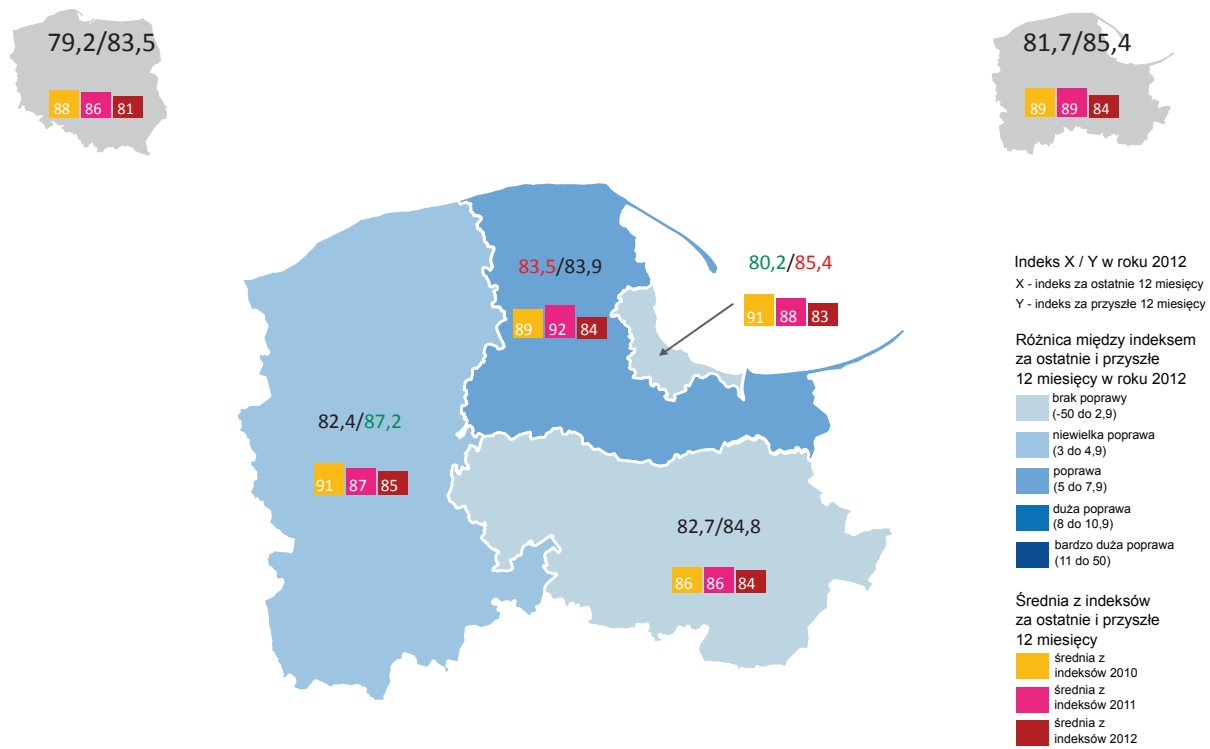 79,2/83,5
88 86 81
81,7/85,4
89 89 84
83,5/83,9
89 92 84
80,2/85,4
91 88 83
82,4/87,2
91 87 85
82,7/84,8
86 86 84
Indeks X / Y w roku 2012
X - indeks za ostatnie 12 miesięcy
Y - indeks za przyszłe 12 miesięcy
Różnica między indeksem
za ostatnie i przyszłe
12 miesięcy w roku 2012
brak poprawy
(-50 do 2,9)
niewielka poprawa
(3 do 4,9)
poprawa
(5 do 7,9)
duża poprawa
(8 do 10,9)
bardzo duża poprawa
(11 do 50)
Średnia z indeksów
za ostatnie i przyszłe
12 miesięcy
średnia z
indeksów 2010
średnia z
indeksów 2011
średnia z
indeksów 2012